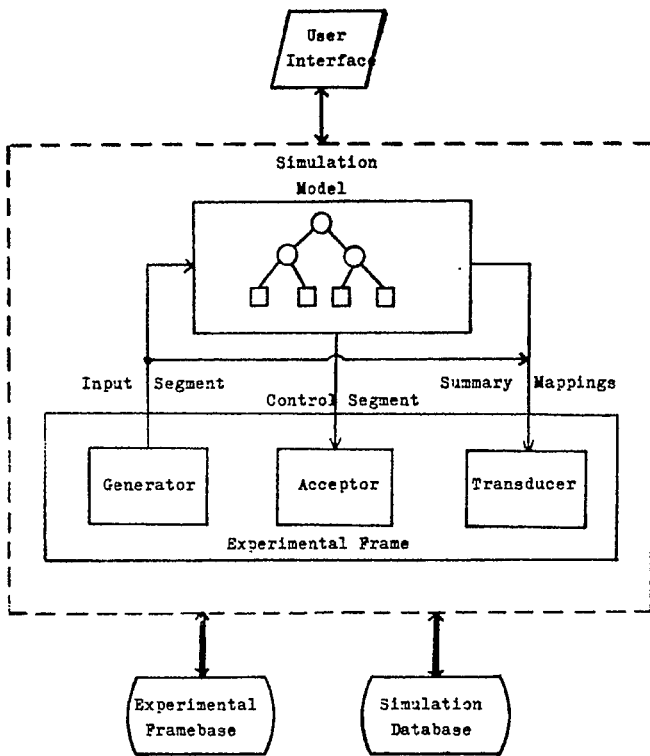 User
Interface
Simulation
Model
Input Segment
Summary Mappings
Control Segment
Generator
Acceptor
Transducer
Experimental Frame
Experimental
Framebase
Simulation
Database